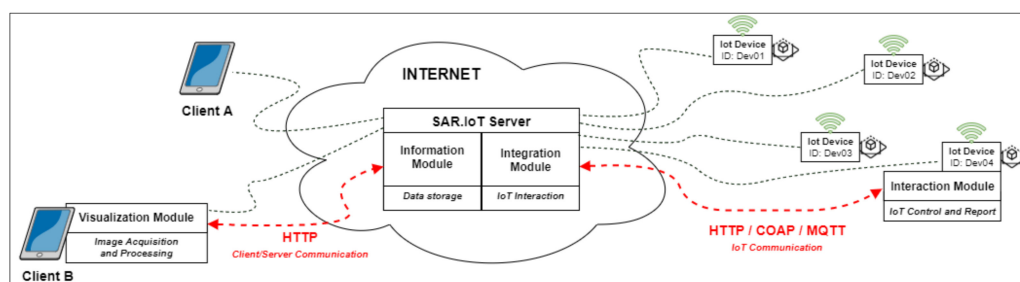 Iot Device
ID: Dev01
Iot Device
ID: Dev02
INTERNET
Client A
SAR.IoT Server
Information
Module
Integration
Module
Data storage
IoT Interaction
Iot Device
ID: Dev03
Iot Device
ID: Dev04
Interaction Module
IoT Control and Report
Visualization Module
Image Acquisition
and Processing
HTTP
Client/Server Communication
HTTP / COAP / MQTT
IoT Communication
Client B